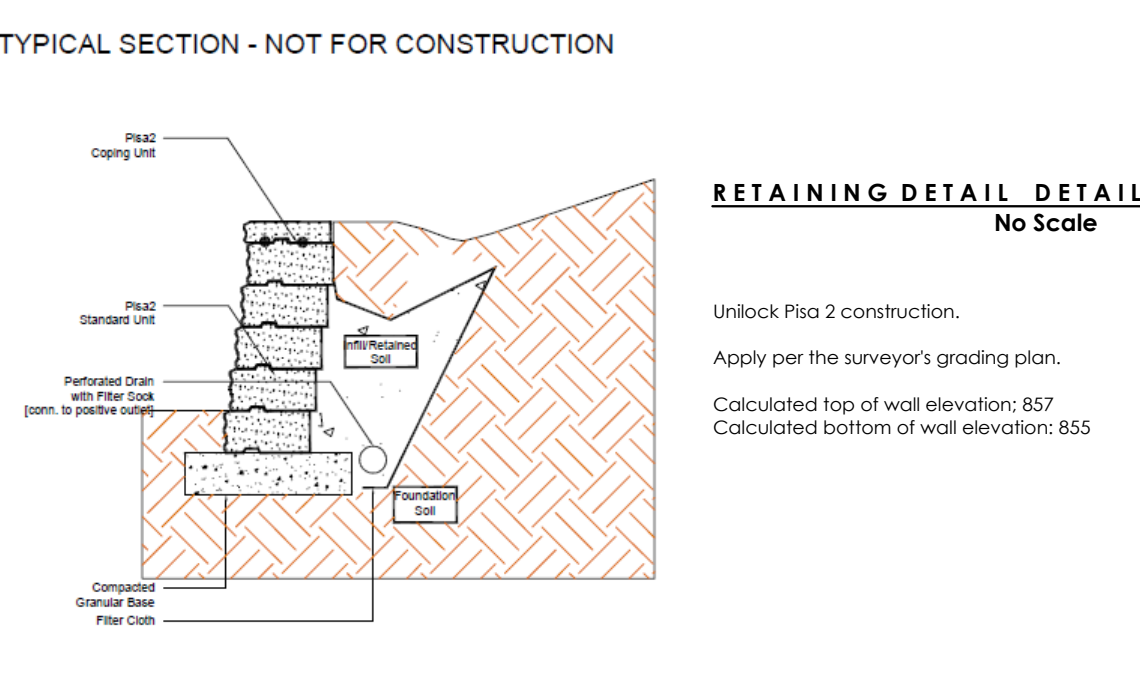 TYPICAL SECTION - NOT FOR CONSTRUCTION
Pisa2
Coping Unit
Pisa2
Standard Unit
Perforated Drain
with Filter Sock
[conn. to positive outlet]
Infill/Retained
Soil
Foundation
Soil
Compacted
Granular Base
Filter Cloth
RETAINING DETAIL DETAIL
No Scale
Unilock Pisa 2 construction.
Apply per the surveyor's grading plan.
Calculated top of wall elevation; 857
Calculated bottom of wall elevation: 855